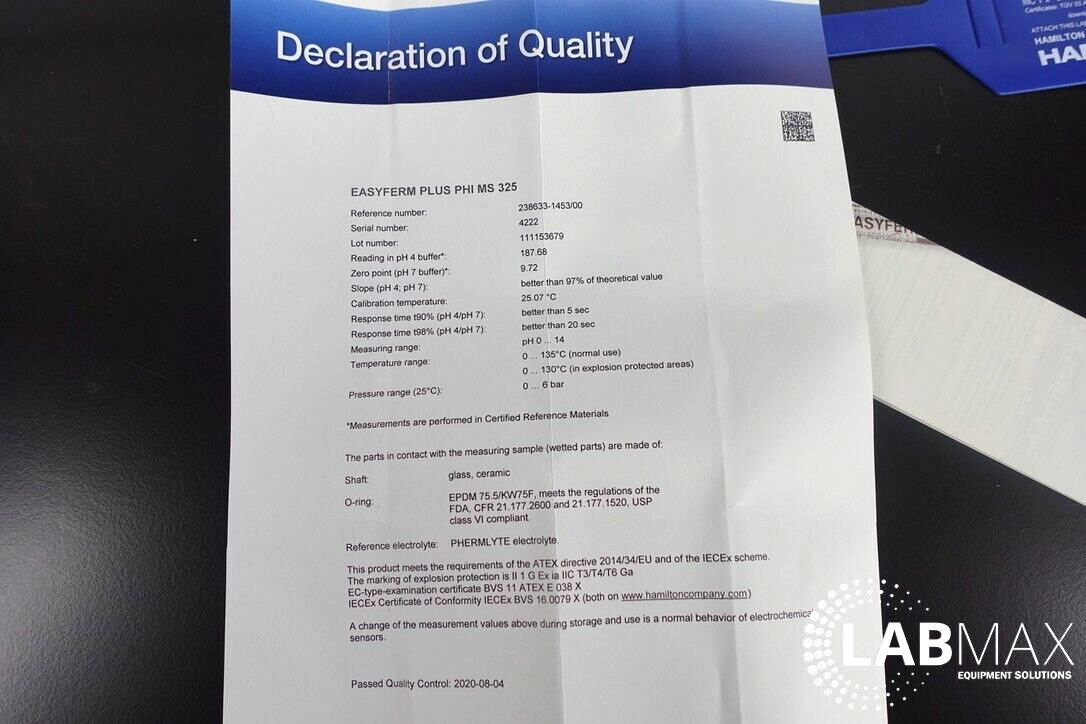 Declaration of Quality
ATTACH THIS LA
HAMILTON
HA
EASYFERM PLUS PHI MS 325
Reference number: 238633-1453/00
Serial number: 4222
Lot number: 111153679
Reading in pH 4 buffer*: 187.68
Zero point (pH 7 buffer)*: 9.72
Slope (pH 4; pH 7): better than 97% of theoretical value
Calibration temperature: 25.07 °C
Response time t90% (pH 4/pH 7): better than 5 sec
Response time t98% (pH 4/pH 7): better than 20 sec
Measuring range: pH 0 ... 14
Temperature range: 0 ... 135°C (normal use)
0 ... 130°C (in explosion protected areas)
Pressure range (25°C): 0 ... 6 bar
*Measurements are performed in Certified Reference Materials
The parts in contact with the measuring sample (wetted parts) are made of:
Shaft: glass, ceramic
O-ring: EPDM 75.5/KW75F, meets the regulations of the
FDA, CFR 21.177.2600 and 21.177.1520, USP
class VI compliant.
Reference electrolyte: PHERMLYTE electrolyte.
This product meets the requirements of the ATEX directive 2014/34/EU and of the IECEx scheme.
The marking of explosion protection is II 1 G Ex ia IIC T3/T4/T6 Ga
EC-type-examination certificate BVS 11 ATEX E 038 X
IECEx Certificate of Conformity IECEx BVS 16.0079 X (both on www.hamiltoncompany.com)
A change of the measurement values above during storage and use is a normal behavior of electrochemical
sensors.
Passed Quality Control: 2020-08-04
ASYFER
LABMAX
EQUIPMENT SOLUTIONS